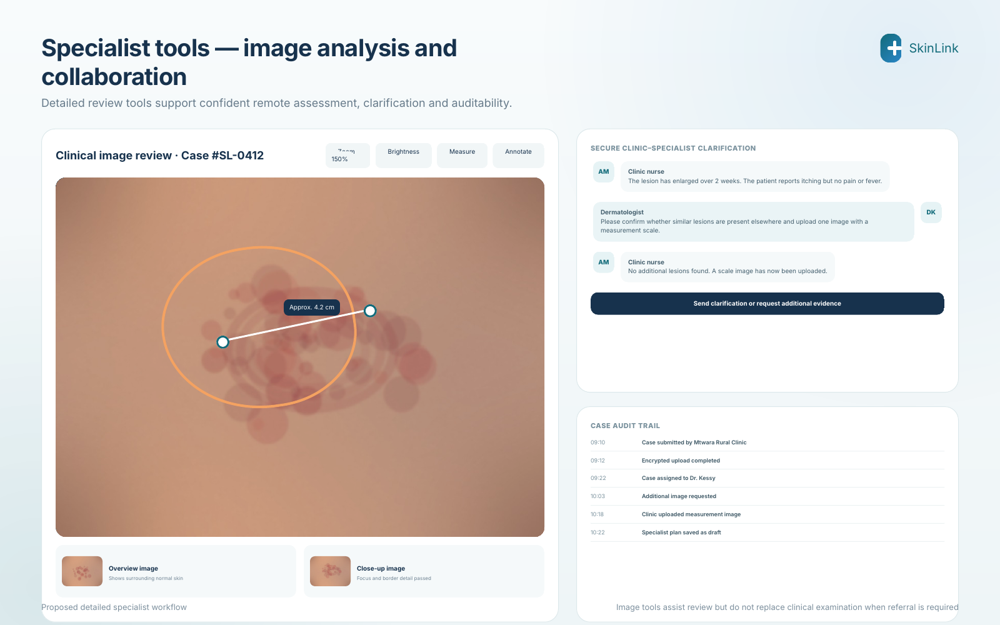 Specialist tools — image analysis and
collaboration
Detailed review tools support confident remote assessment, clarification and auditability.
SkinLink
Clinical image review · Case #SL-0412
Zoom
150%
Brightness
Measure
Annotate
Approx. 4.2 cm
Overview image
Shows surrounding normal skin
Close-up image
Focus and border detail passed
SECURE CLINIC–SPECIALIST CLARIFICATION
AM
Clinic nurse
The lesion has enlarged over 2 weeks. The patient reports itching but no pain or fever.
Dermatologist
Please confirm whether similar lesions are present elsewhere and upload one image with a
measurement scale.
DK
AM
Clinic nurse
No additional lesions found. A scale image has now been uploaded.
Send clarification or request additional evidence
CASE AUDIT TRAIL
09:10 Case submitted by Mtwara Rural Clinic
09:12 Encrypted upload completed
09:22 Case assigned to Dr. Kessy
10:03 Additional image requested
10:18 Clinic uploaded measurement image
10:22 Specialist plan saved as draft
Proposed detailed specialist workflow
Image tools assist review but do not replace clinical examination when referral is required